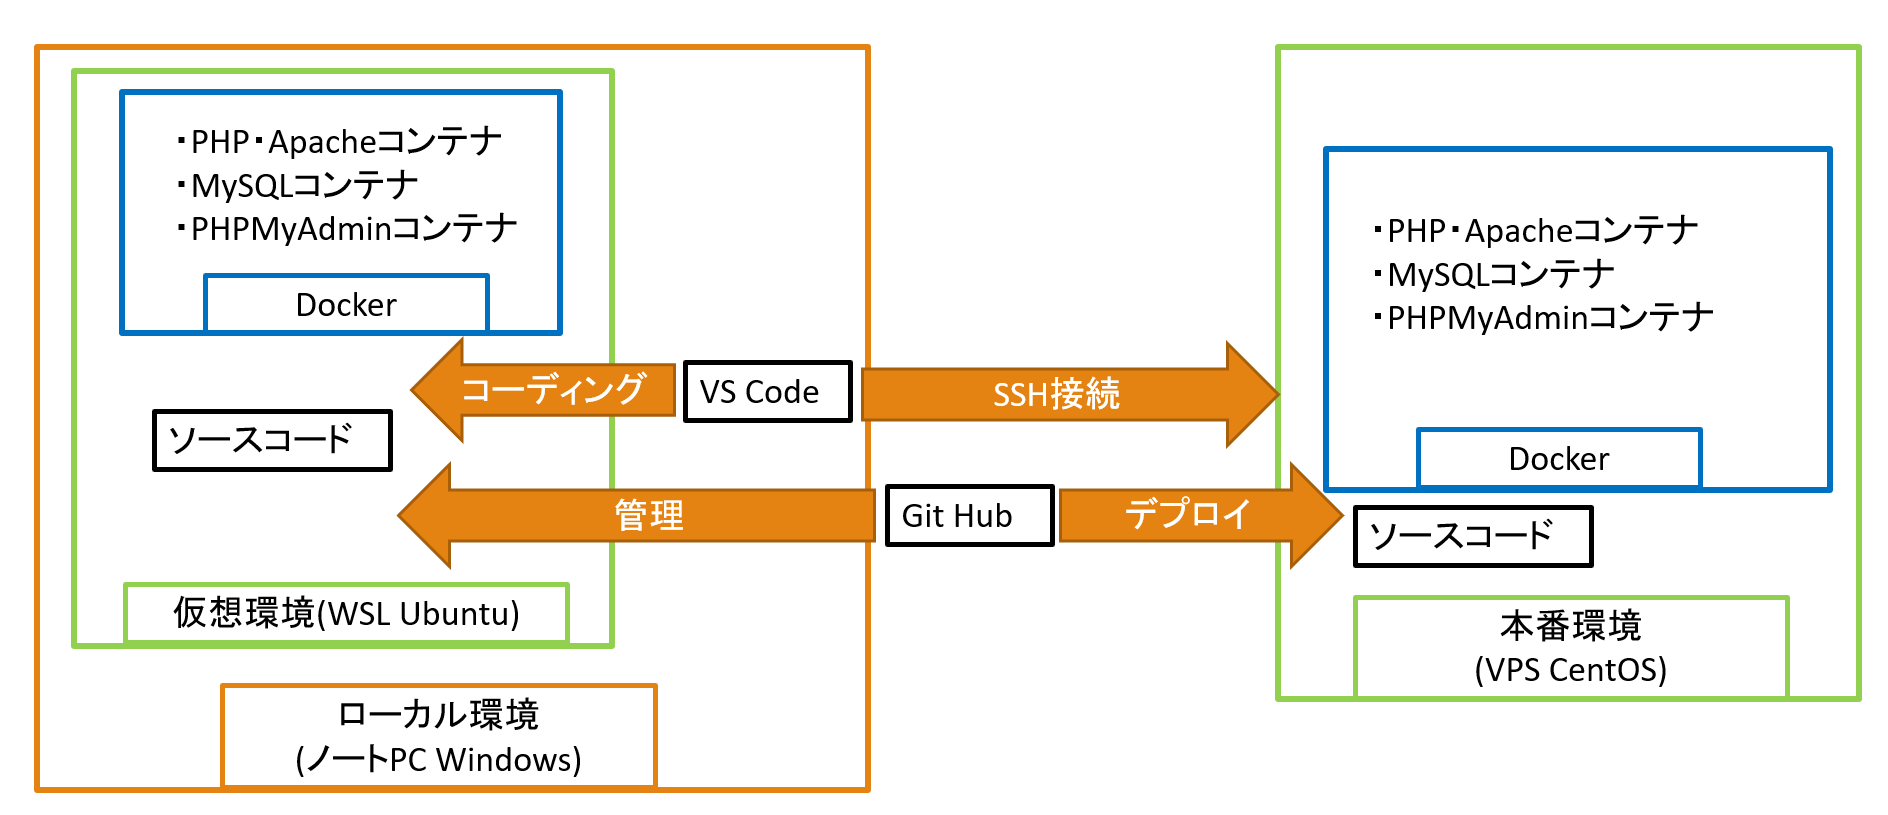 ・PHP・Apacheコンテナ
・MySQLコンテナ
・PHPMyAdminコンテナ
Docker
コーディング
VS Code
SSH接続
ソースコード
管理
Git Hub
デプロイ
仮想環境(WSL Ubuntu)
ローカル環境
(ノートPC Windows)
・PHP・Apacheコンテナ
・MySQLコンテナ
・PHPMyAdminコンテナ
Docker
ソースコード
本番環境
(VPS CentOS)